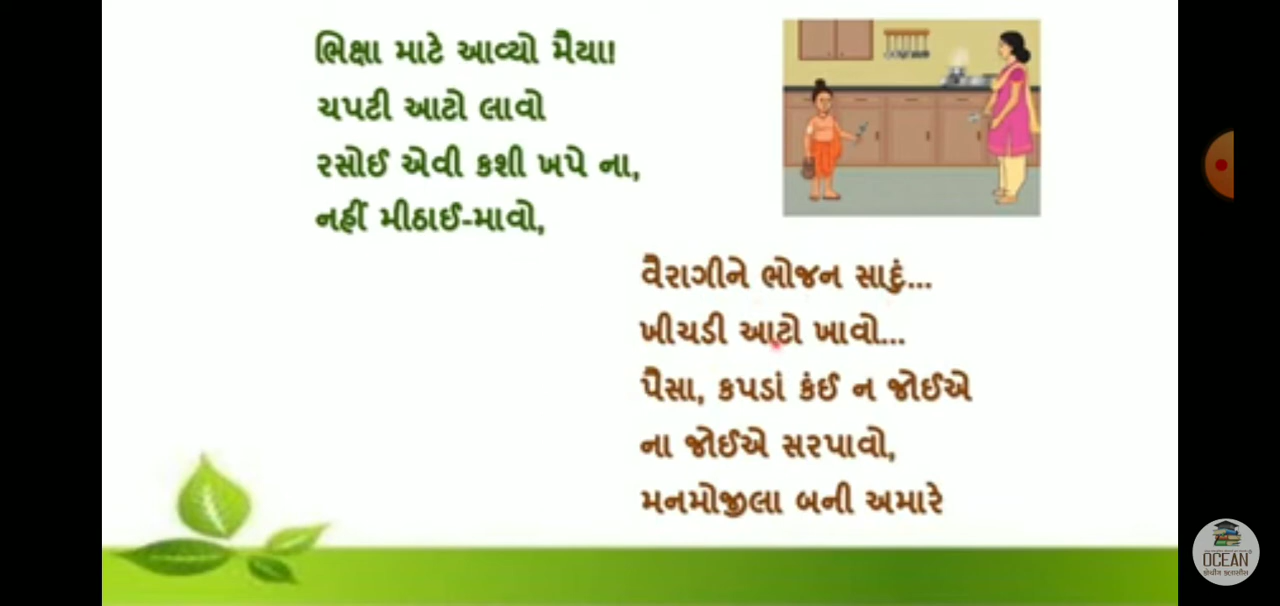 ભિક્ષા માટે આવ્યો મૈયા!
ચપટી આટો લાવો
રસોઈ એવી કશી ખપે ના,
નહીં મીઠાઈ-માવો,
વૈરાગીને ભોજન સાદું...
ખીચડી આટો ખાવો...
પૈસા, કપડાં કંઈ ન જોઈએ
ના જોઈએ સરપાવો,
મનમોજીલા બની અમારે
OCEAN
કોચીંગ ક્લાસીસ